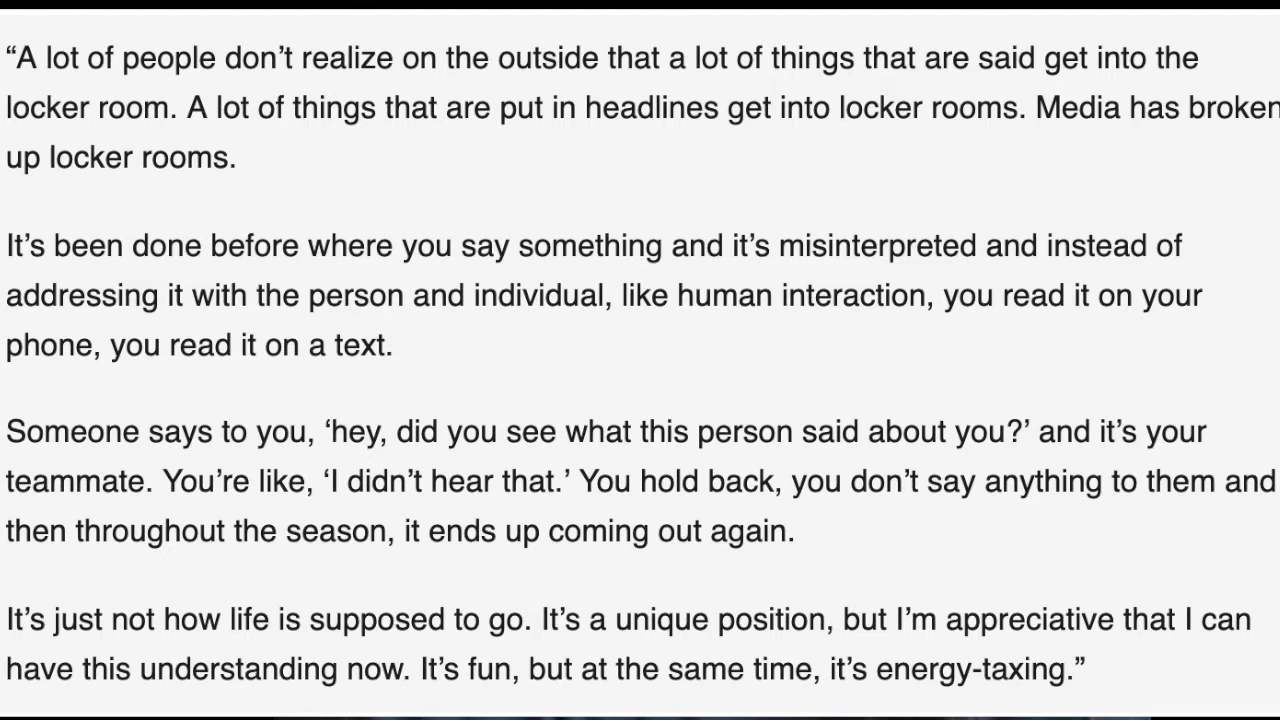 “A lot of people don’t realize on the outside that a lot of things that are said get into the
locker room. A lot of things that are put in headlines get into locker rooms. Media has broken
up locker rooms.
It’s been done before where you say something and it’s misinterpreted and instead of
addressing it with the person and individual, like human interaction, you read it on your
phone, you read it on a text.
Someone says to you, ‘hey, did you see what this person said about you?’ and it’s your
teammate. You’re like, ‘I didn’t hear that.’ You hold back, you don’t say anything to them and
then throughout the season, it ends up coming out again.
It’s just not how life is supposed to go. It’s a unique position, but I’m appreciative that I can
have this understanding now. It’s fun, but at the same time, it’s energy-taxing.”